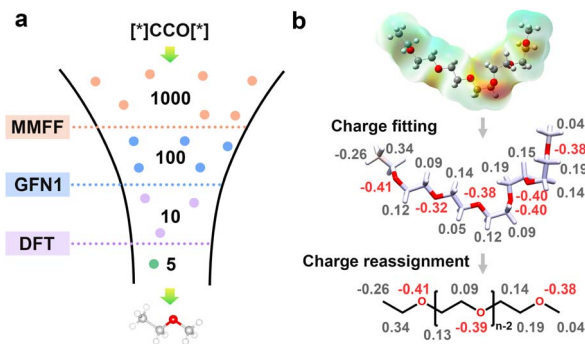 a
[*]CCO[*]
1000
MMFF
100
GFN1
10
DFT
5
b
Charge fitting
-0.26
0.34
-0.41
0.12
0.09
-0.32
0.14
0.05
-0.38
0.12
0.09
-0.40
-0.40
0.19
0.15
0.14
0.19
-0.38
0.04
Charge reassignment
-0.26 -0.41 0.09 0.14 -0.38
0.34 0.13 -0.39 n-2 0.19 0.04